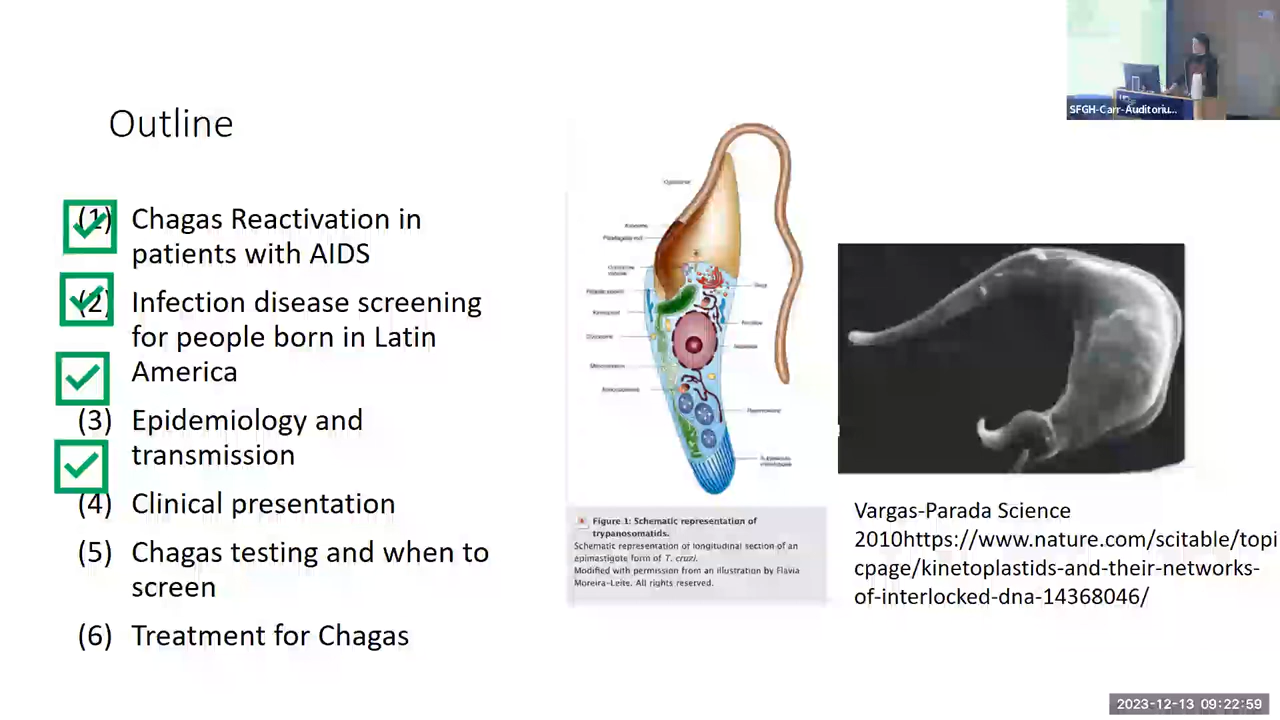 SFGH-Carr-Auditoriu...
Outline
(1) Chagas Reactivation in
patients with AIDS
(2) Infection disease screening
for people born in Latin
America
(3) Epidemiology and
transmission
(4) Clinical presentation
(5) Chagas testing and when to
screen
(6) Treatment for Chagas
Figure 1: Schematic representation of
trypanosomatids.
Schematic representation of longitudinal section of an
epimastigote form of T. cruzi.
Modified with permission from an illustration by Flavia
Moreira-Leite. All rights reserved.
Vargas-Parada Science
2010https://www.nature.com/scitable/topi
cpage/kinetoplastids-and-their-networks-
of-interlocked-dna-14368046/
2023-12-13 09:22:59